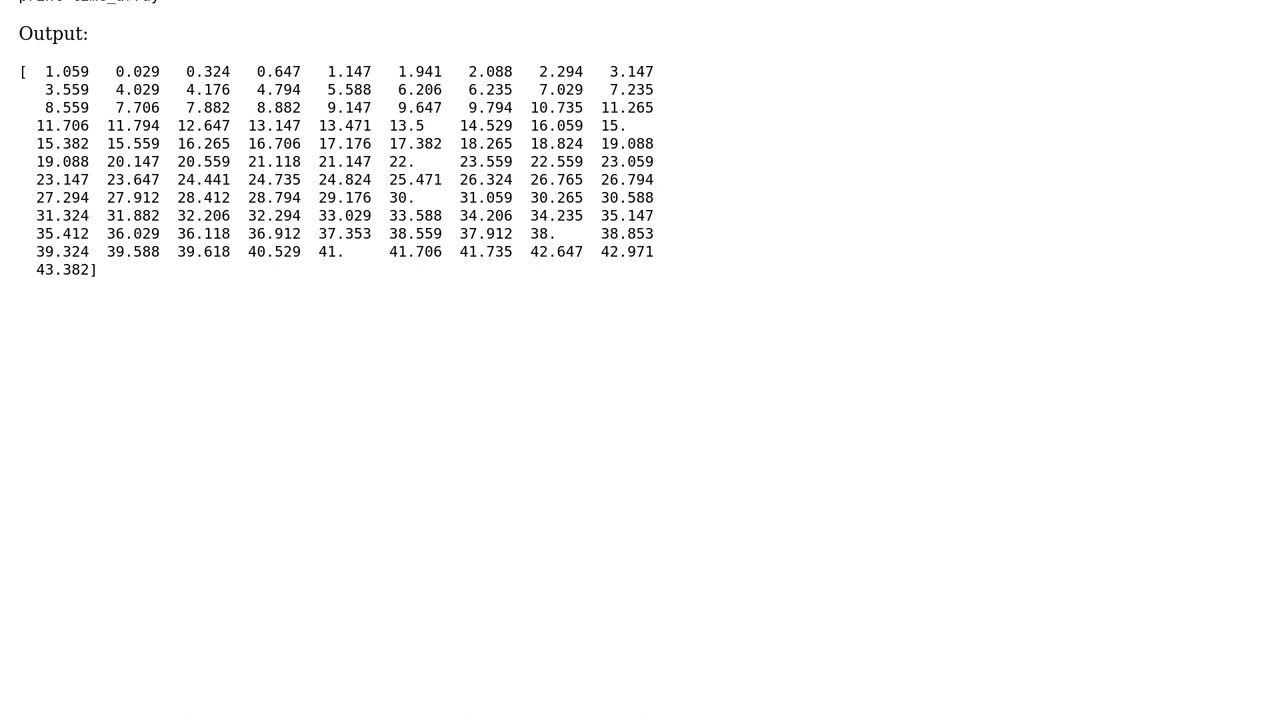 Output:
[  1.059   0.029   0.324   0.647   1.147   1.941   2.088   2.294   3.147
3.559   4.029   4.176   4.794   5.588   6.206   6.235   7.029   7.235
8.559   7.706   7.882   8.882   9.147   9.647   9.794  10.735  11.265
11.706  11.794  12.647  13.147  13.471  13.5    14.529  16.059  15.
15.382  15.559  16.265  16.706  17.176  17.382  18.265  18.824  19.088
19.088  20.147  20.559  21.118  21.147  22.     23.559  22.559  23.059
23.147  23.647  24.441  24.735  24.824  25.471  26.324  26.765  26.794
27.294  27.912  28.412  28.794  29.176  30.     31.059  30.265  30.588
31.324  31.882  32.206  32.294  33.029  33.588  34.206  34.235  35.147
35.412  36.029  36.118  36.912  37.353  38.559  37.912  38.     38.853
39.324  39.588  39.618  40.529  41.     41.706  41.735  42.647  42.971
43.382]